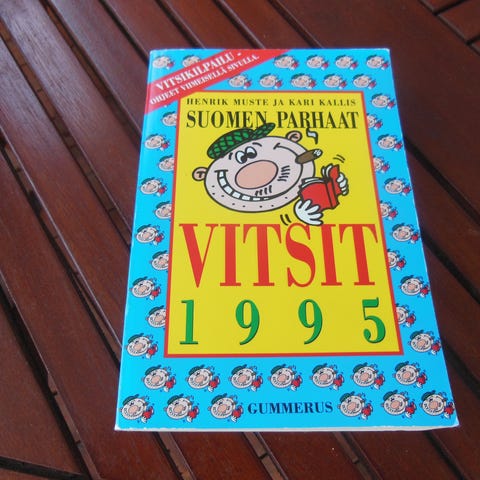 VITSIKILPAILU -
OHJEET VIIMEISELLÄ SIVULLA.
HENRIK MUSTE JA KARI KALLIS
SUOMEN PARHAAT
VITSIT
1995
GUMMERUS